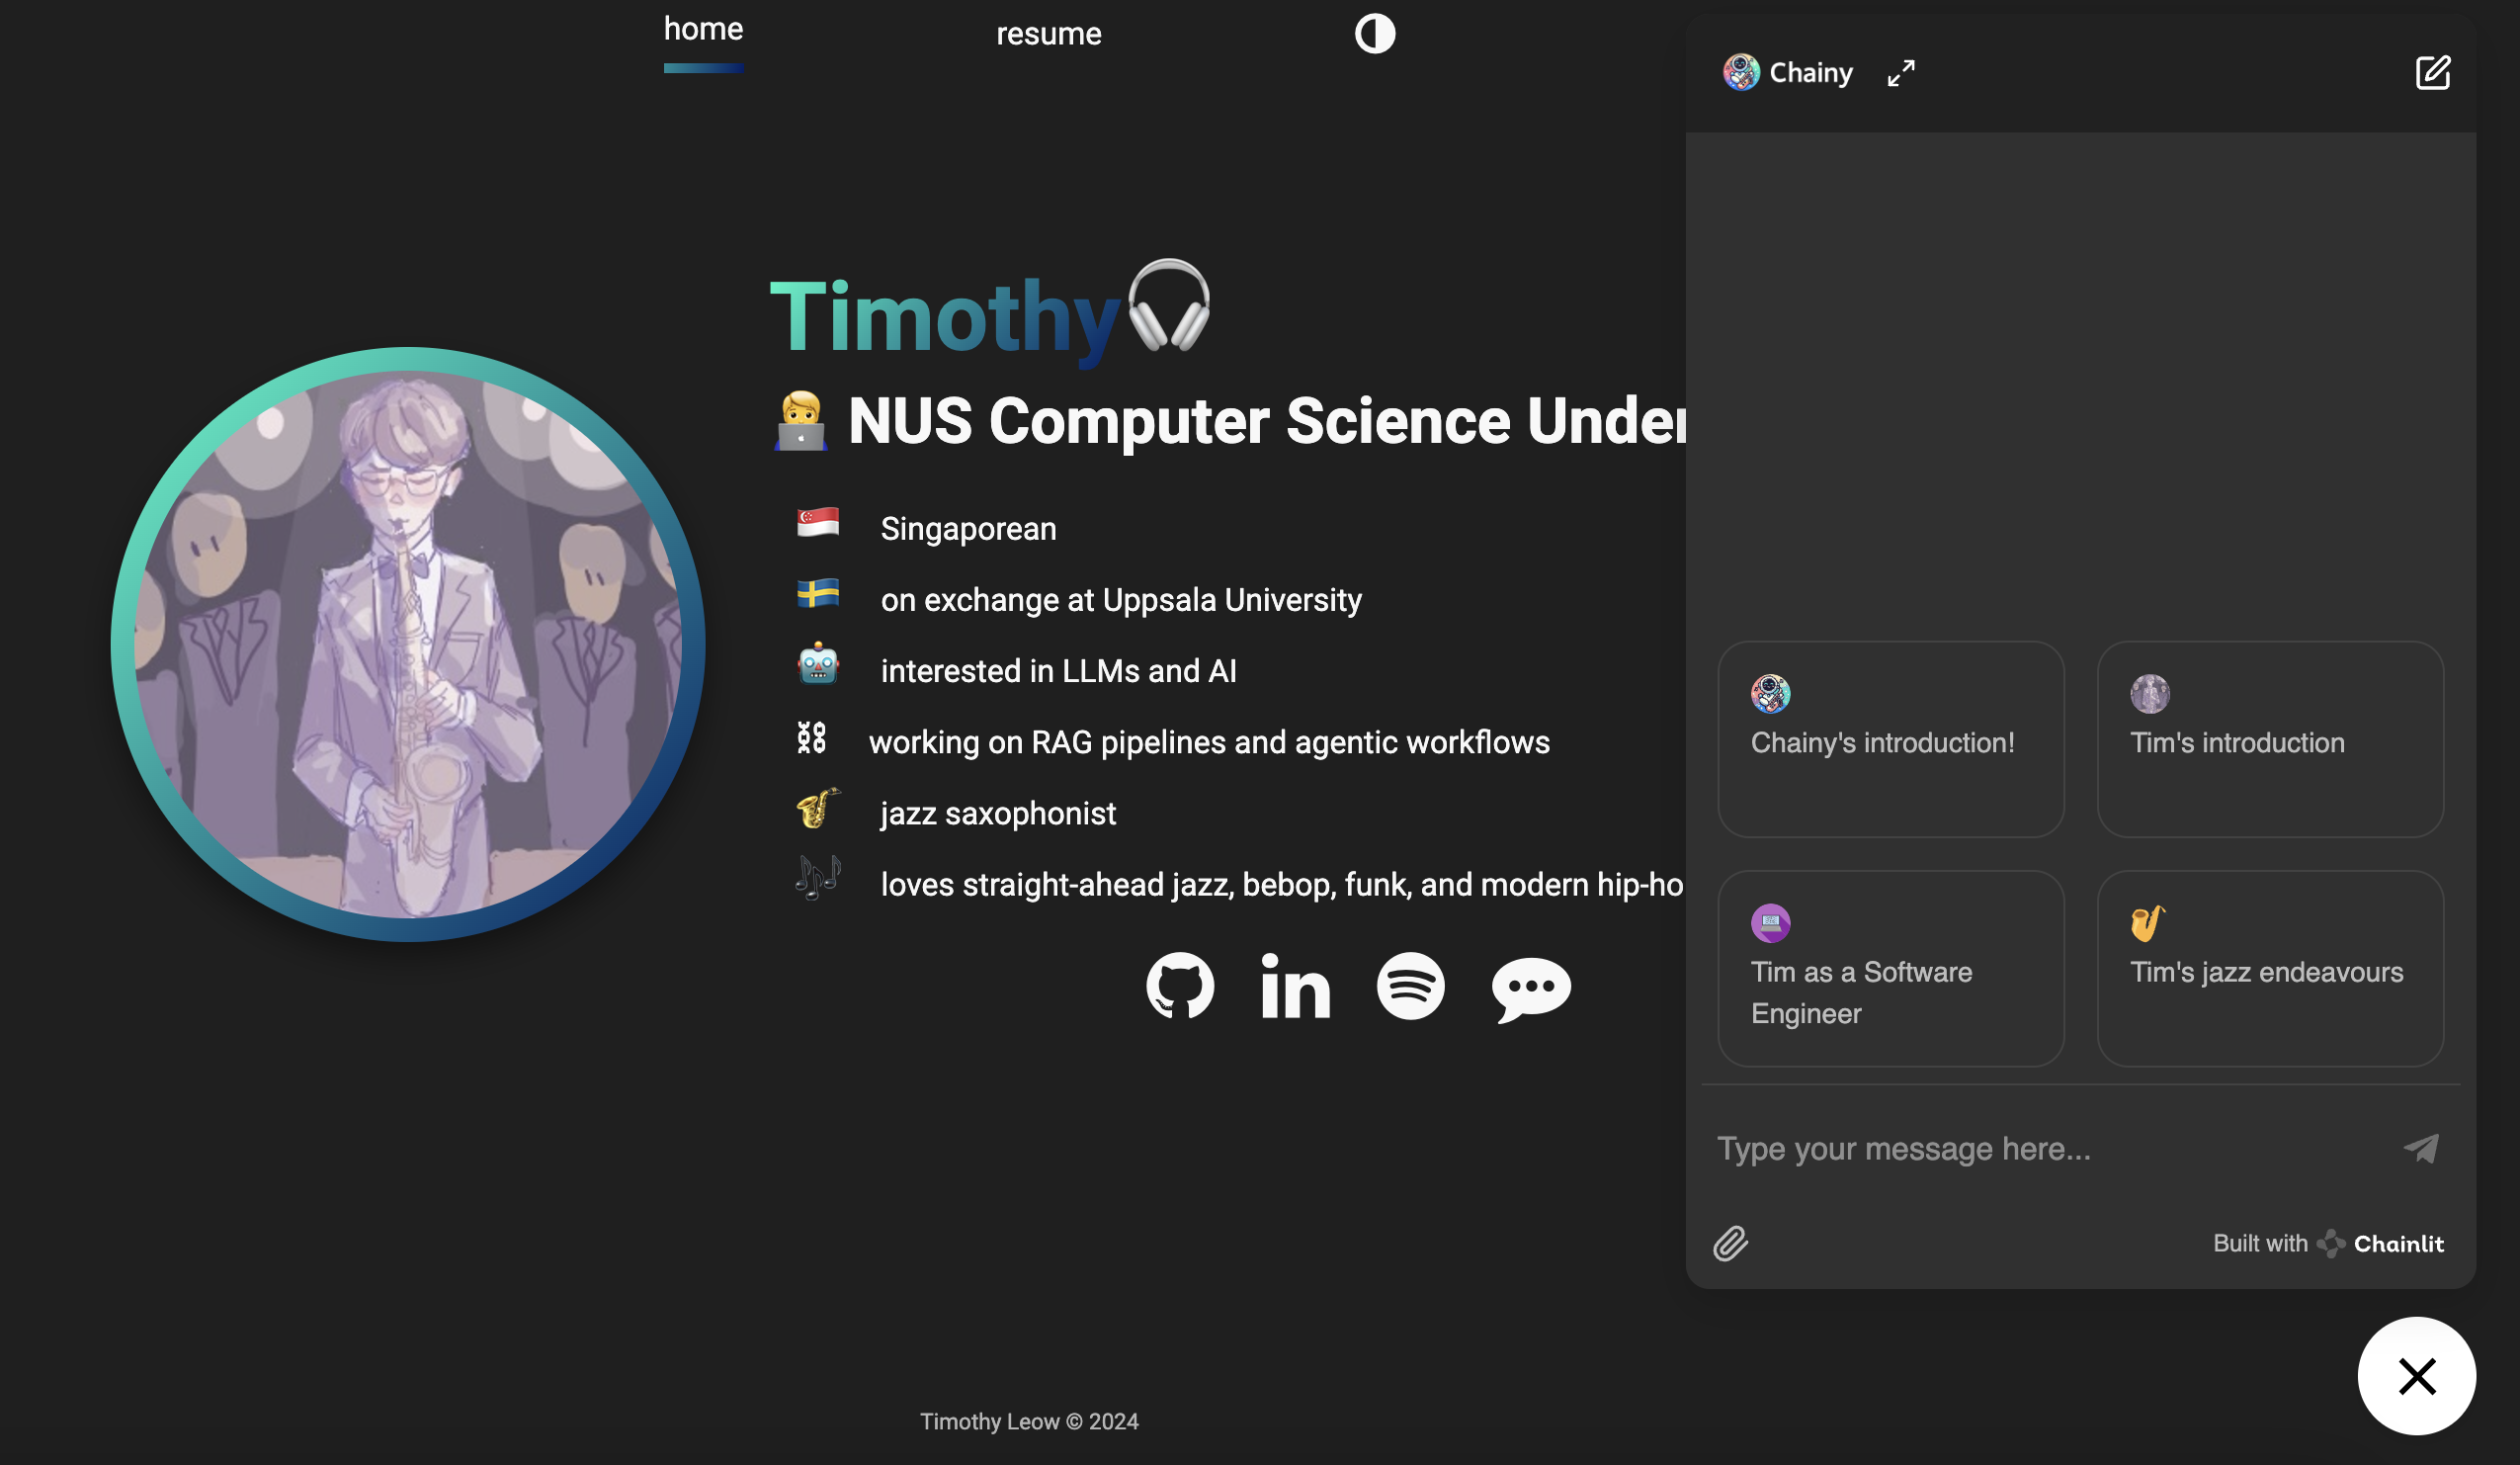 home
resume
Timothy
NUS Computer Science Under
Singaporean
on exchange at Uppsala University
interested in LLMs and AI
working on RAG pipelines and agentic workflows
jazz saxophonist
loves straight-ahead jazz, bebop, funk, and modern hip-ho
Timothy Leow © 2024
Chainy
Chainy's introduction!
Tim's introduction
Tim as a Software
Engineer
Tim's jazz endeavours
Type your message here...
Built with Chainlit